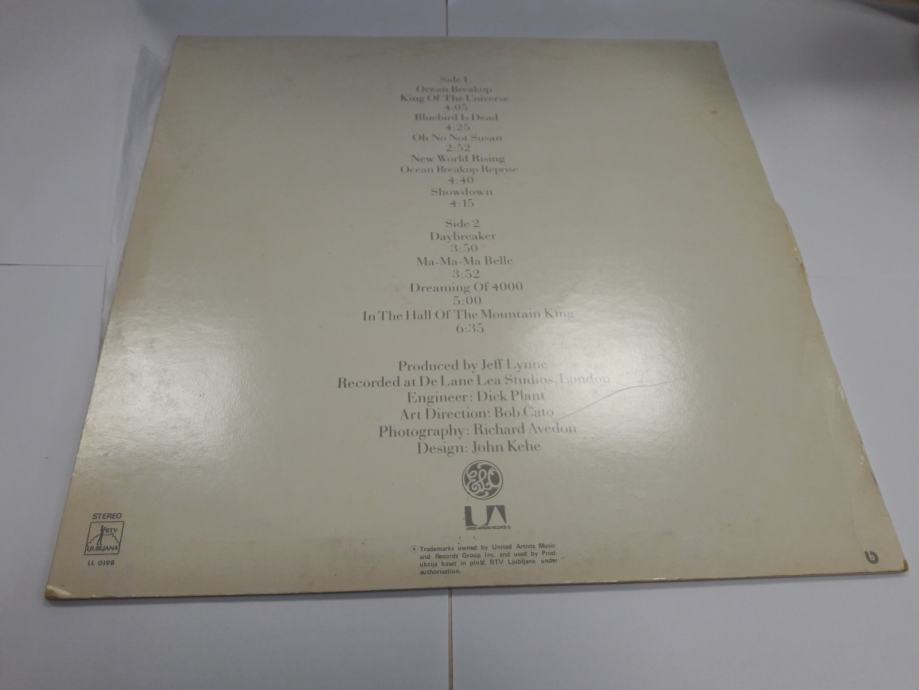 Side 1
Ocean Breakup
King Of The Universe
4:05
Bluebird Is Dead
4:25
Oh No Not Susan
2:52
New World Rising
Ocean Breakup Reprise
4:40
Showdown
4:15
Side 2
Daybreaker
3:50
Ma-Ma-Ma Belle
3:52
Dreaming Of 4000
5:00
In The Hall Of The Mountain King
6:35
Produced by Jeff Lynne
Recorded at De Lane Lea Studios, London
Engineer: Dick Plant
Art Direction: Bob Cato
Photography: Richard Avedon
Design: John Kehe
UA
STEREO
RTV
LJUBLJANA
LL 0198
Trademarks owned by United Artists Music
and Records Group Inc. and used by Prod
ukcija kaset in plošč RTV Ljubljana under
authorisation.
b